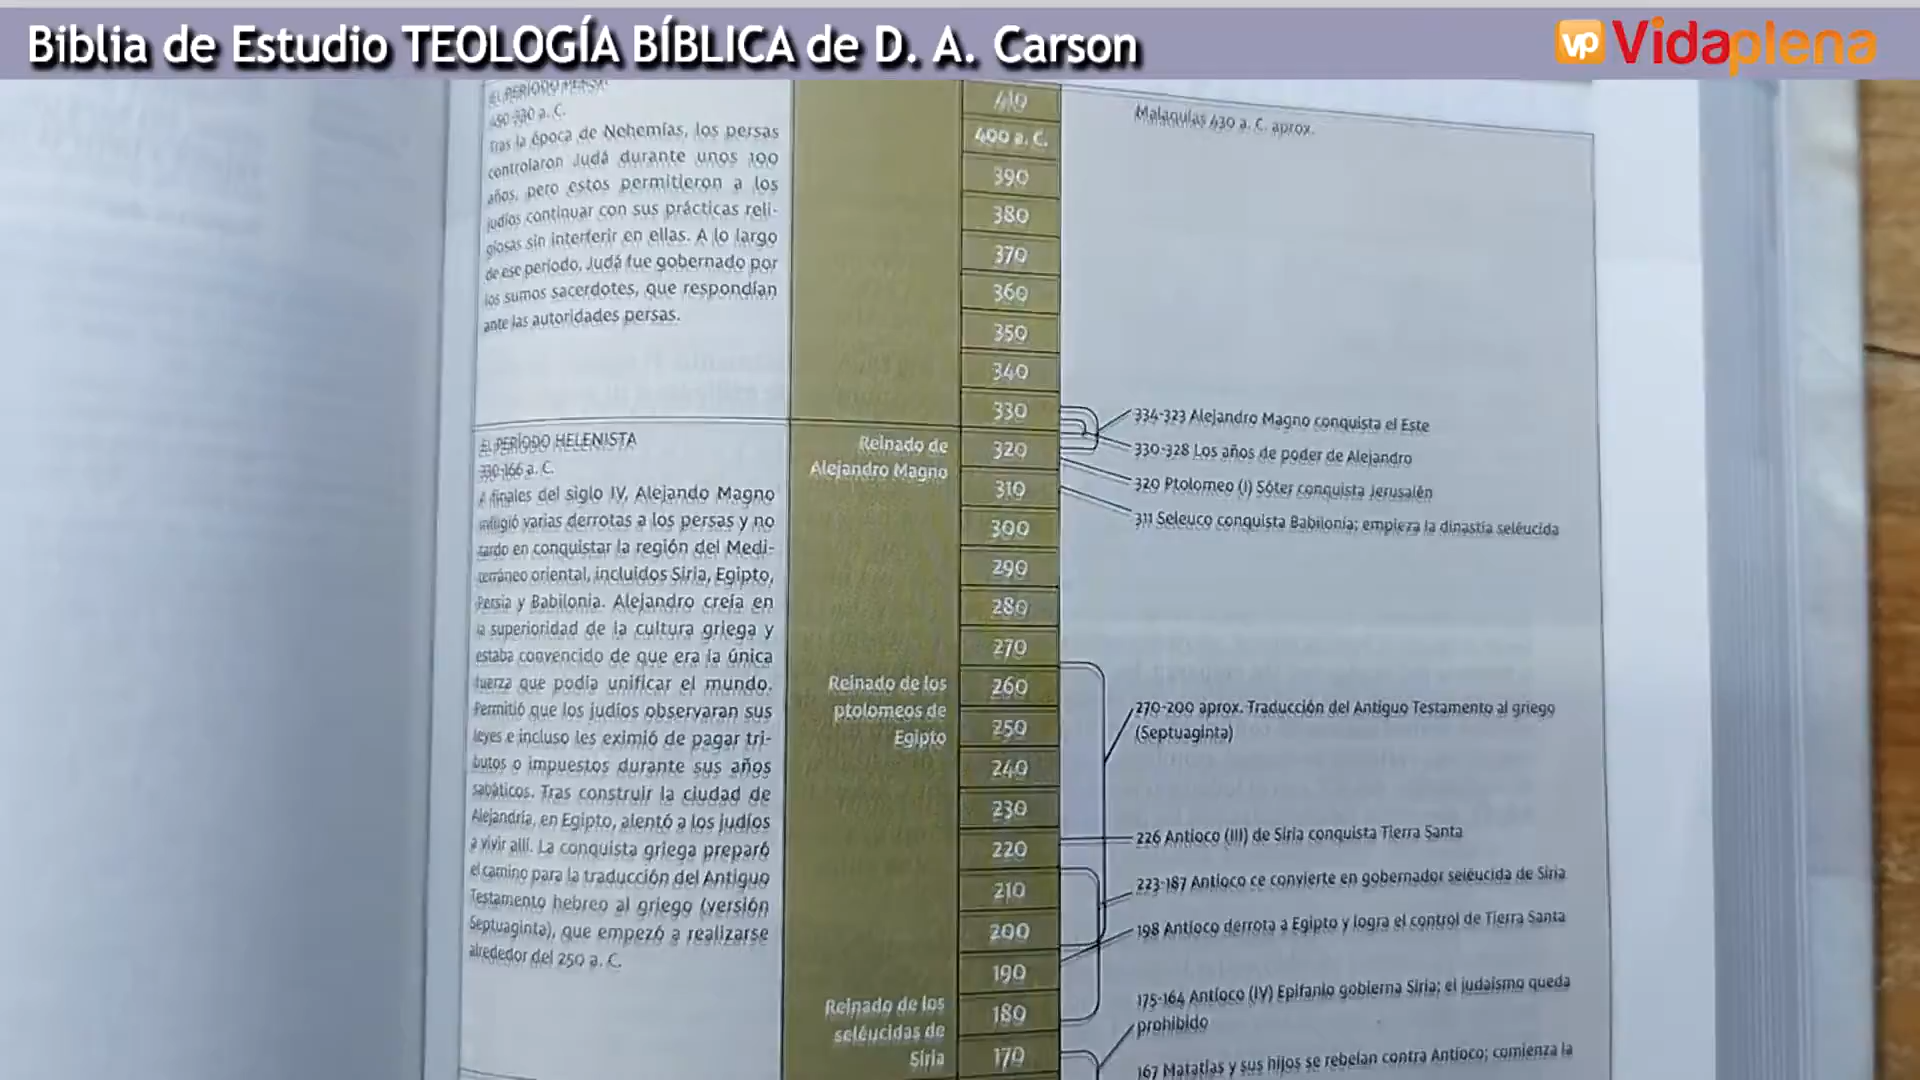 Biblia de Estudio TEOLOGÍA BÍBLICA de D. A. Carson
vp Vidaplena
EL PERÍODO PERSA
450-330 a. C.
Tras la época de Nehemías, los persas
controlaron Judá durante unos 100
años, pero estos permitieron a los
judíos continuar con sus prácticas reli-
giosas sin interferir en ellas. A lo largo
de ese período, Judá fue gobernado por
los sumos sacerdotes, que respondían
ante las autoridades persas.
EL PERÍODO HELENISTA
330-166 a. C.
A finales del siglo IV, Alejando Magno
infligió varias derrotas a los persas y no
tardó en conquistar la región del Medi-
terráneo oriental, incluidos Siria, Egipto,
Persia y Babilonia. Alejandro creía en
la superioridad de la cultura griega y
estaba convencido de que era la única
fuerza que podía unificar el mundo.
Permitió que los judíos observaran sus
leyes e incluso les eximió de pagar tri-
butos o impuestos durante sus años
sabáticos. Tras construir la ciudad de
Alejandría, en Egipto, alentó a los judíos
a vivir allí. La conquista griega preparó
el camino para la traducción del Antiguo
Testamento hebreo al griego (versión
Septuaginta), que empezó a realizarse
alrededor del 250 a. C.
Reinado de
Alejandro Magno
Reinado de los
ptolomeos de
Egipto
Reinado de los
seléucidas de
Siria
410
400 a. C.
390
380
370
360
350
340
330
320
310
300
290
280
270
260
250
240
230
220
210
200
190
180
170
Malaquías 430 a. C. aprox.
334-323 Alejandro Magno conquista el Este
330-328 Los años de poder de Alejandro
320 Ptolomeo (I) Sóter conquista Jerusalén
311 Seleuco conquista Babilonia; empieza la dinastía seléucida
270-200 aprox. Traducción del Antiguo Testamento al griego
(Septuaginta)
226 Antíoco (III) de Siria conquista Tierra Santa
223-187 Antíoco ce convierte en gobernador seléucida de Siria
198 Antíoco derrota a Egipto y logra el control de Tierra Santa
175-164 Antíoco (IV) Epífanio gobierna Siria; el judaísmo queda
prohibido
167 Matatías y sus hijos se rebelan contra Antíoco; comienza la